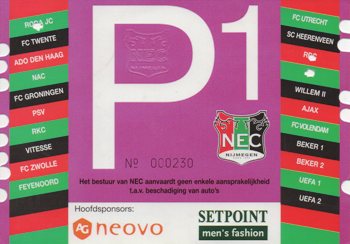 P1
RODA JC
FC TWENTE
ADO DEN HAAG
NAC
FC GRONINGEN
PSV
RKC
VITESSE
FC ZWOLLE
FEYENOORD
FC UTRECHT
SC HEERENVEEN
WILLEM II
AJAX
FC VOLENDAM
BEKER 1
BEKER 2
UEFA 1
UEFA 2
NEC
NIJMEGEN
Nº 000230
Het bestuur van NEC aanvaardt geen enkele aansprakelijkheid
t.a.v. beschadiging van auto's
Hoofdsponsors:
AG neovo
SETPOINT
men's fashion